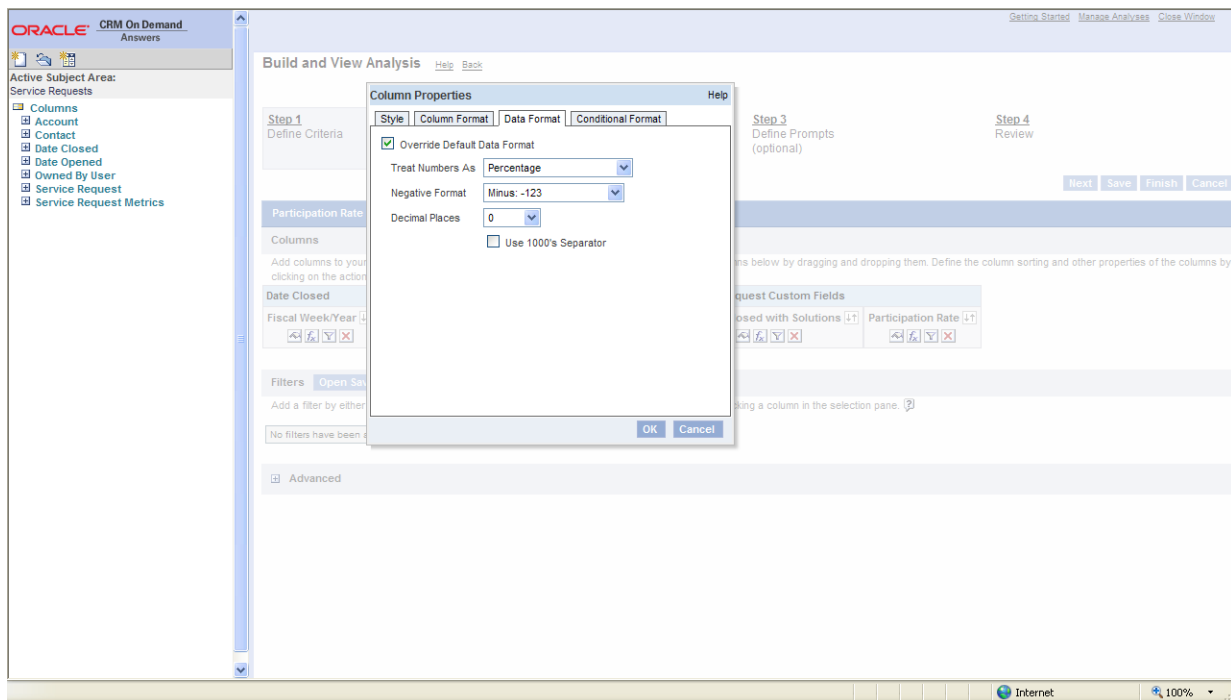 ORACLE CRM On Demand
Answers
Getting Started Manage Analyses Close Window
Active Subject Area:
Service Requests
Columns
Account
Contact
Date Closed
Date Opened
Owned By User
Service Request
Service Request Metrics
Build and View Analysis Help Back
Step 1
Define Criteria
Step 3
Define Prompts
(optional)
Step 4
Review
Next Save Finish Cancel
Participation Rate
Columns
Add columns to your
ns below by dragging and dropping them. Define the column sorting and other properties of the columns by
clicking on the action
Date Closed
quest Custom Fields
Fiscal Week/Year
osed with Solutions
Participation Rate
Filters Open Sav
Add a filter by either
king a column in the selection pane.
No filters have been a
Advanced
Column Properties Help
Style Column Format Data Format Conditional Format
Override Default Data Format
Treat Numbers As Percentage
Negative Format Minus: -123
Decimal Places 0
Use 1000's Separator
OK Cancel
Internet 100%